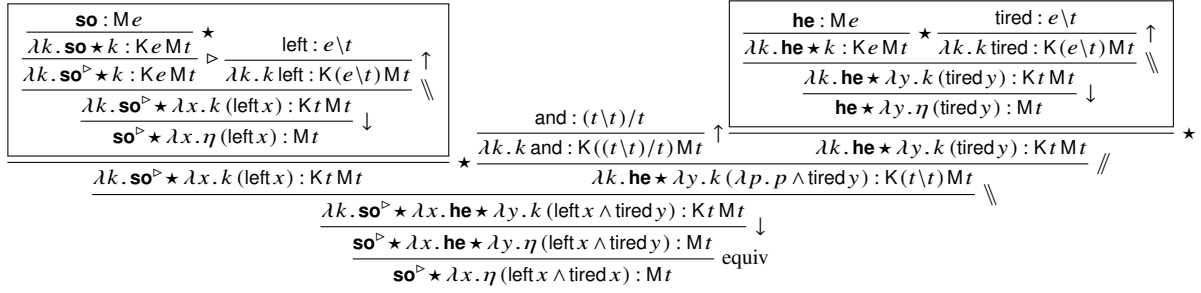 so : M e
★
λk. so ★ k : K e M t
▷
λk. so▷ ★ k : K e M t
left : e\t
↑
λk. k left : K (e\t) M t
⑊
λk. so▷ ★ λx. k (left x) : K t M t
↓
so▷ ★ λx. η (left x) : M t
★
λk. so▷ ★ λx. k (left x) : K t M t
and : (t\t)/t
↑
λk. k and : K ((t\t)/t) M t
he : M e
★
λk. he ★ k : K e M t
tired : e\t
↑
λk. k tired : K (e\t) M t
⑊
λk. he ★ λy. k (tired y) : K t M t
↓
he ★ λy. η (tired y) : M t
★
λk. he ★ λy. k (tired y) : K t M t
⫽
λk. he ★ λy. k (λp. p ∧ tired y) : K (t\t) M t
⑊
λk. so▷ ★ λx. he ★ λy. k (left x ∧ tired y) : K t M t
↓
so▷ ★ λx. he ★ λy. η (left x ∧ tired y) : M t
equiv
so▷ ★ λx. η (left x ∧ tired x) : M t